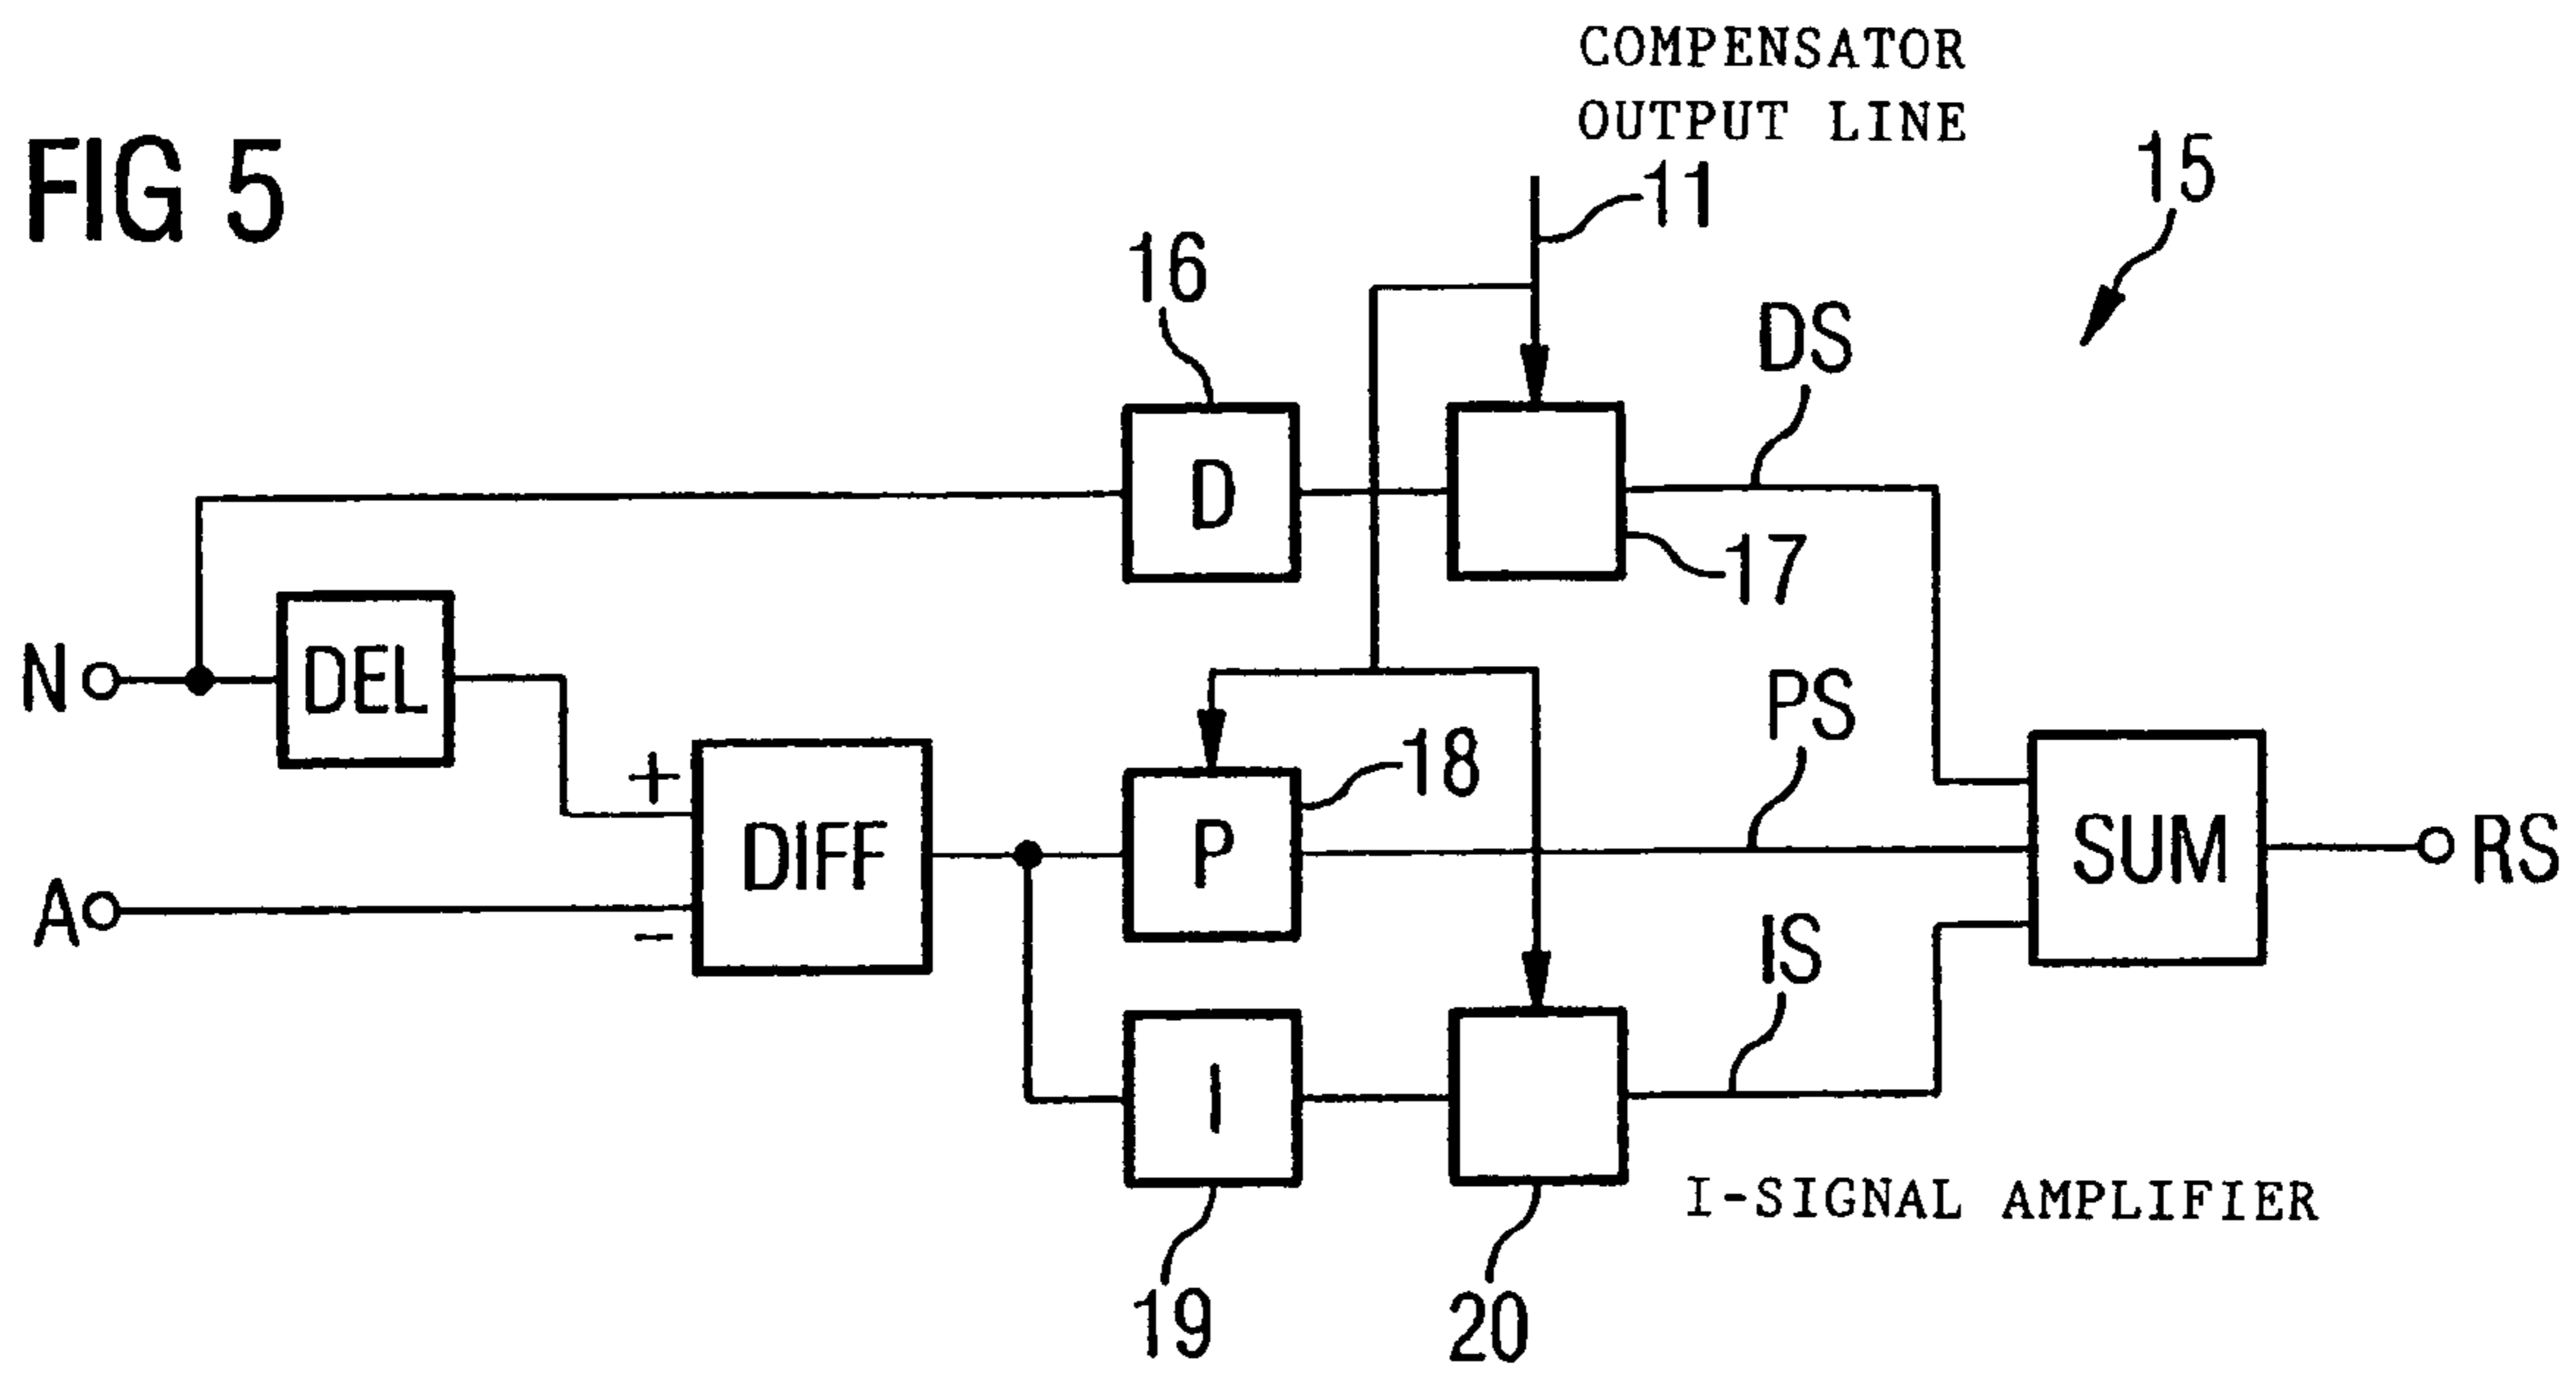 COMPENSATOR
OUTPUT LINE
FIG 5
11
15
16
DS
D
17
N
DEL
PS
+
18
DIFF
P
SUM
RS
A
-
IS
I
I-SIGNAL AMPLIFIER
19
20